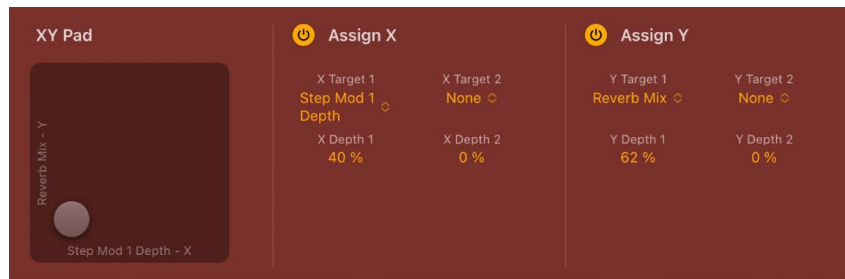 XY Pad
Reverb Mix - Y
Step Mod 1 Depth - X
Assign X
X Target 1
Step Mod 1
Depth
X Target 2
None
X Depth 1
40 %
X Depth 2
0 %
Assign Y
Y Target 1
Reverb Mix
Y Target 2
None
Y Depth 1
62 %
Y Depth 2
0 %